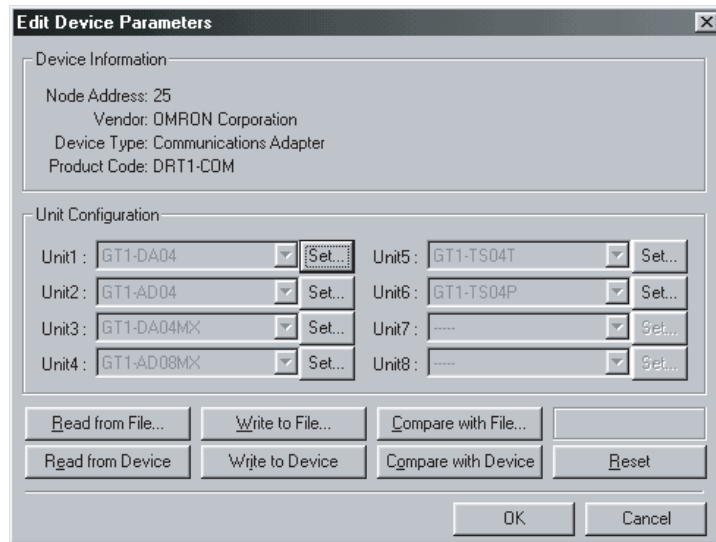 Edit Device Parameters
Device Information
Node Address: 25
Vendor: OMRON Corporation
Device Type: Communications Adapter
Product Code: DRT1-COM
Unit Configuration
Unit1 : GT1-DA04 Set... Unit5 : GT1-TS04T Set...
Unit2 : GT1-AD04 Set... Unit6 : GT1-TS04P Set...
Unit3 : GT1-DA04MX Set... Unit7 : ----- Set...
Unit4 : GT1-AD08MX Set... Unit8 : ----- Set...
Read from File... Write to File... Compare with File...
Read from Device Write to Device Compare with Device Reset
OK Cancel